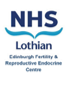 NHS
Lothian
Edinburgh Fertility &
Reproductive Endocrine
Centre